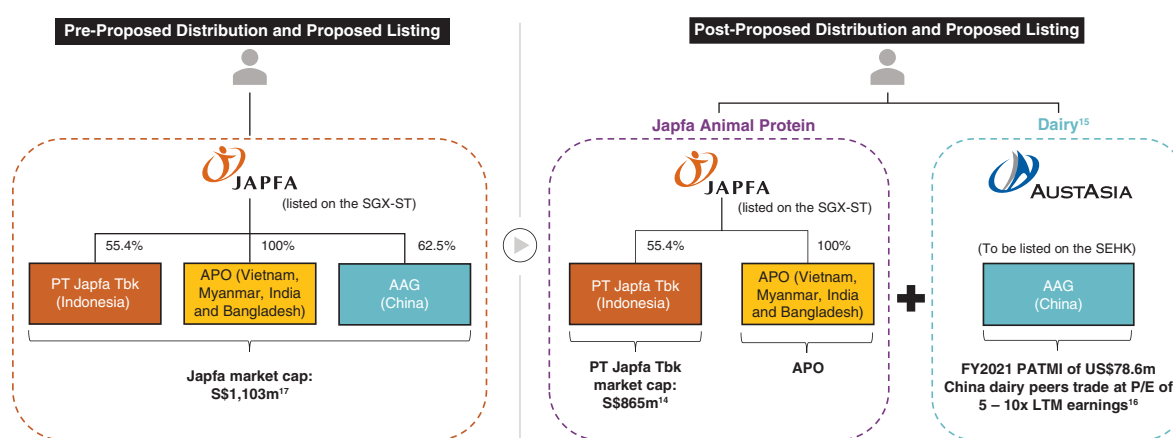 Pre-Proposed Distribution and Proposed Listing
JAPFA
(listed on the SGX-ST)
55.4%
100%
62.5%
PT Japfa Tbk
(Indonesia)
APO (Vietnam,
Myanmar, India
and Bangladesh)
AAG
(China)
Japfa market cap:
S$1,103m¹⁷
Post-Proposed Distribution and Proposed Listing
Japfa Animal Protein
JAPFA
(listed on the SGX-ST)
55.4%
100%
PT Japfa Tbk
(Indonesia)
APO (Vietnam,
Myanmar, India
and Bangladesh)
PT Japfa Tbk
market cap:
S$865m¹⁴
APO
Dairy¹⁵
AUSTASIA
(To be listed on the SEHK)
AAG
(China)
FY2021 PATMI of US$78.6m
China dairy peers trade at P/E of
5 – 10x LTM earnings¹⁶